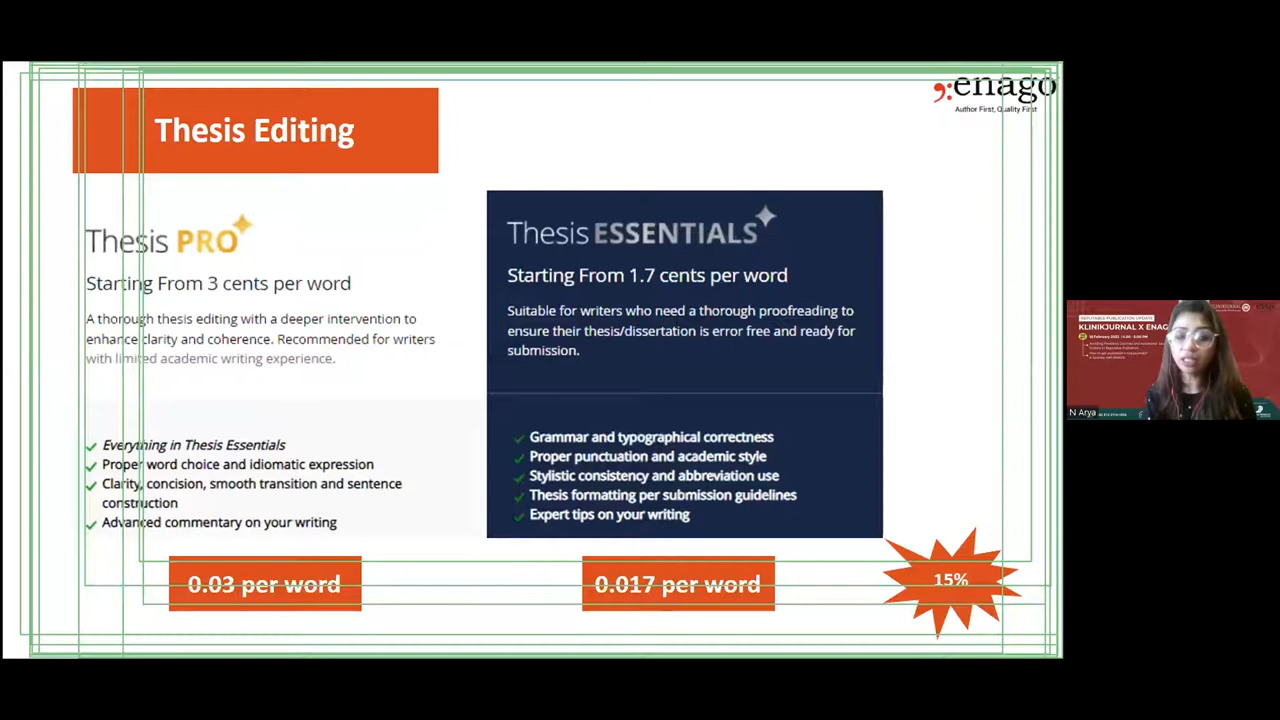 enago
Author First, Quality First
Thesis Editing
Thesis PRO
Starting From 3 cents per word
A thorough thesis editing with a deeper intervention to
enhance clarity and coherence. Recommended for writers
with limited academic writing experience.
Everything in Thesis Essentials
Proper word choice and idiomatic expression
Clarity, concision, smooth transition and sentence
construction
Advanced commentary on your writing
0.03 per word
Thesis ESSENTIALS
Starting From 1.7 cents per word
Suitable for writers who need a thorough proofreading to
ensure their thesis/dissertation is error free and ready for
submission.
Grammar and typographical correctness
Proper punctuation and academic style
Stylistic consistency and abbreviation use
Thesis formatting per submission guidelines
Expert tips on your writing
0.017 per word
15%
REPUTABLE PUBLICATION UPDATE
KLINIKJURNAL X ENAG
N Arya